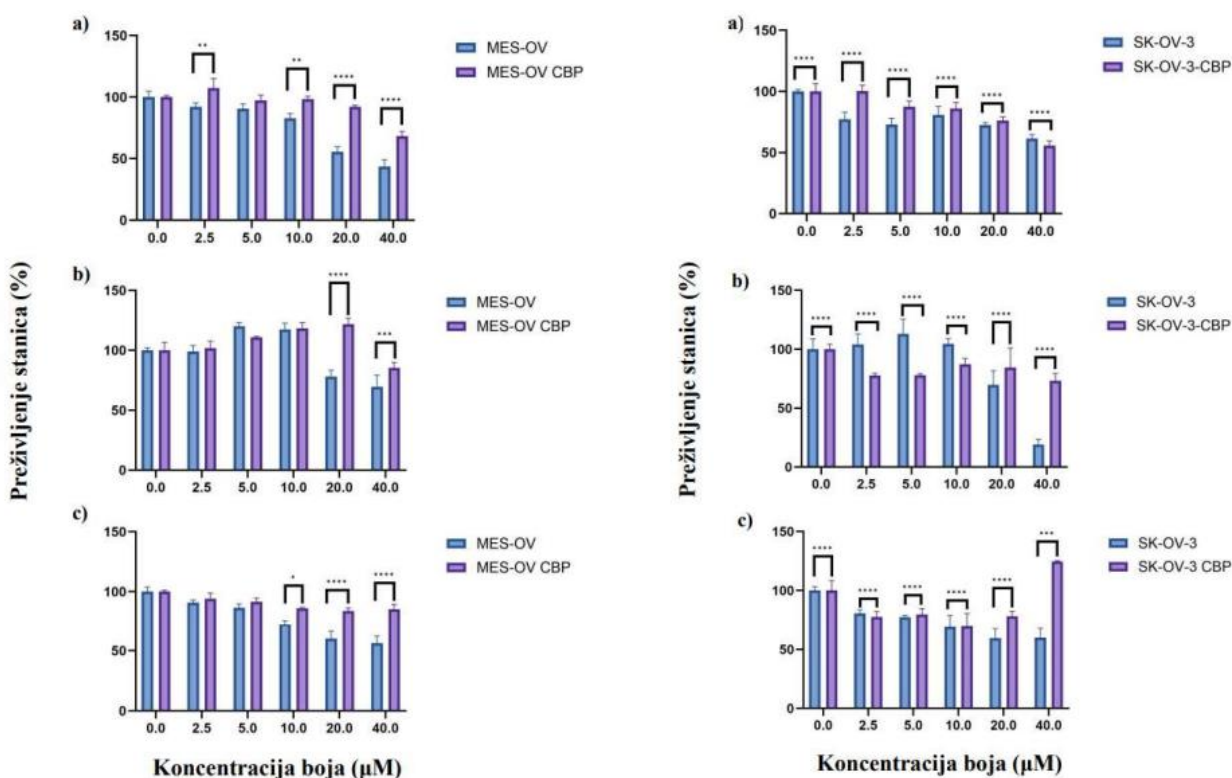 Preživljenje stanica (%)
a)
**
**
****
****
150
100
50
0
0.0 2.5 5.0 10.0 20.0 40.0
MES-OV
MES-OV CBP
b)
****
***
150
100
50
0
0.0 2.5 5.0 10.0 20.0 40.0
MES-OV
MES-OV CBP
c)
*
****
****
150
100
50
0
0.0 2.5 5.0 10.0 20.0 40.0
MES-OV
MES-OV CBP
Koncentracija boja (µM)
Preživljenje stanica (%)
a)
****
****
****
****
****
****
150
100
50
0
0.0 2.5 5.0 10.0 20.0 40.0
SK-OV-3
SK-OV-3-CBP
b)
****
****
****
****
****
****
150
100
50
0
0.0 2.5 5.0 10.0 20.0 40.0
SK-OV-3
SK-OV-3-CBP
c)
****
****
****
****
****
***
150
100
50
0
0.0 2.5 5.0 10.0 20.0 40.0
SK-OV-3
SK-OV-3 CBP
Koncentracija boja (µM)